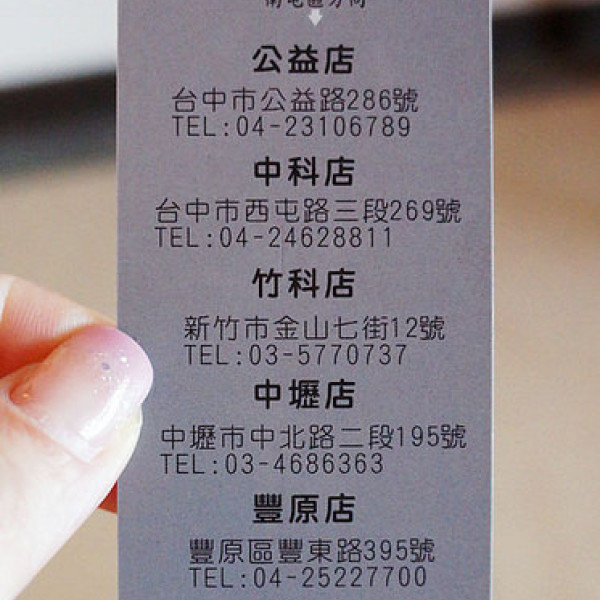 公益店
台中市公益路286號
TEL:04-23106789
中科店
台中市西屯路三段269號
TEL:04-24628811
竹科店
新竹市金山七街12號
TEL:03-5770737
中壢店
中壢市中北路二段195號
TEL:03-4686363
豐原店
豐原區豐東路395號
TEL:04-25227700